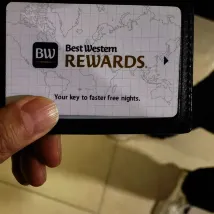 BW
Best Western
REWARDS.
Your key to faster free nights.